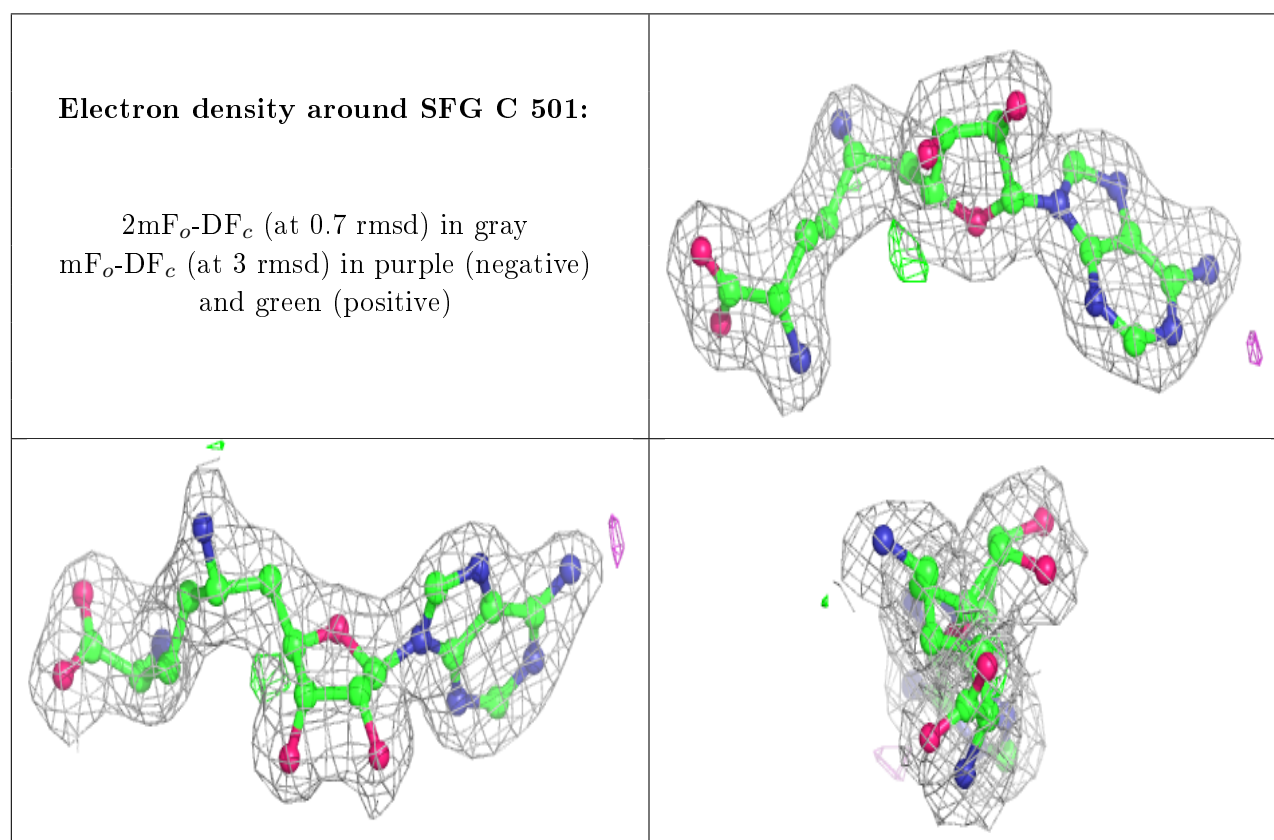 Electron density around SFG C 501:
2mFₒ-DF𝒸 (at 0.7 rmsd) in gray
mFₒ-DF𝒸 (at 3 rmsd) in purple (negative)
and green (positive)